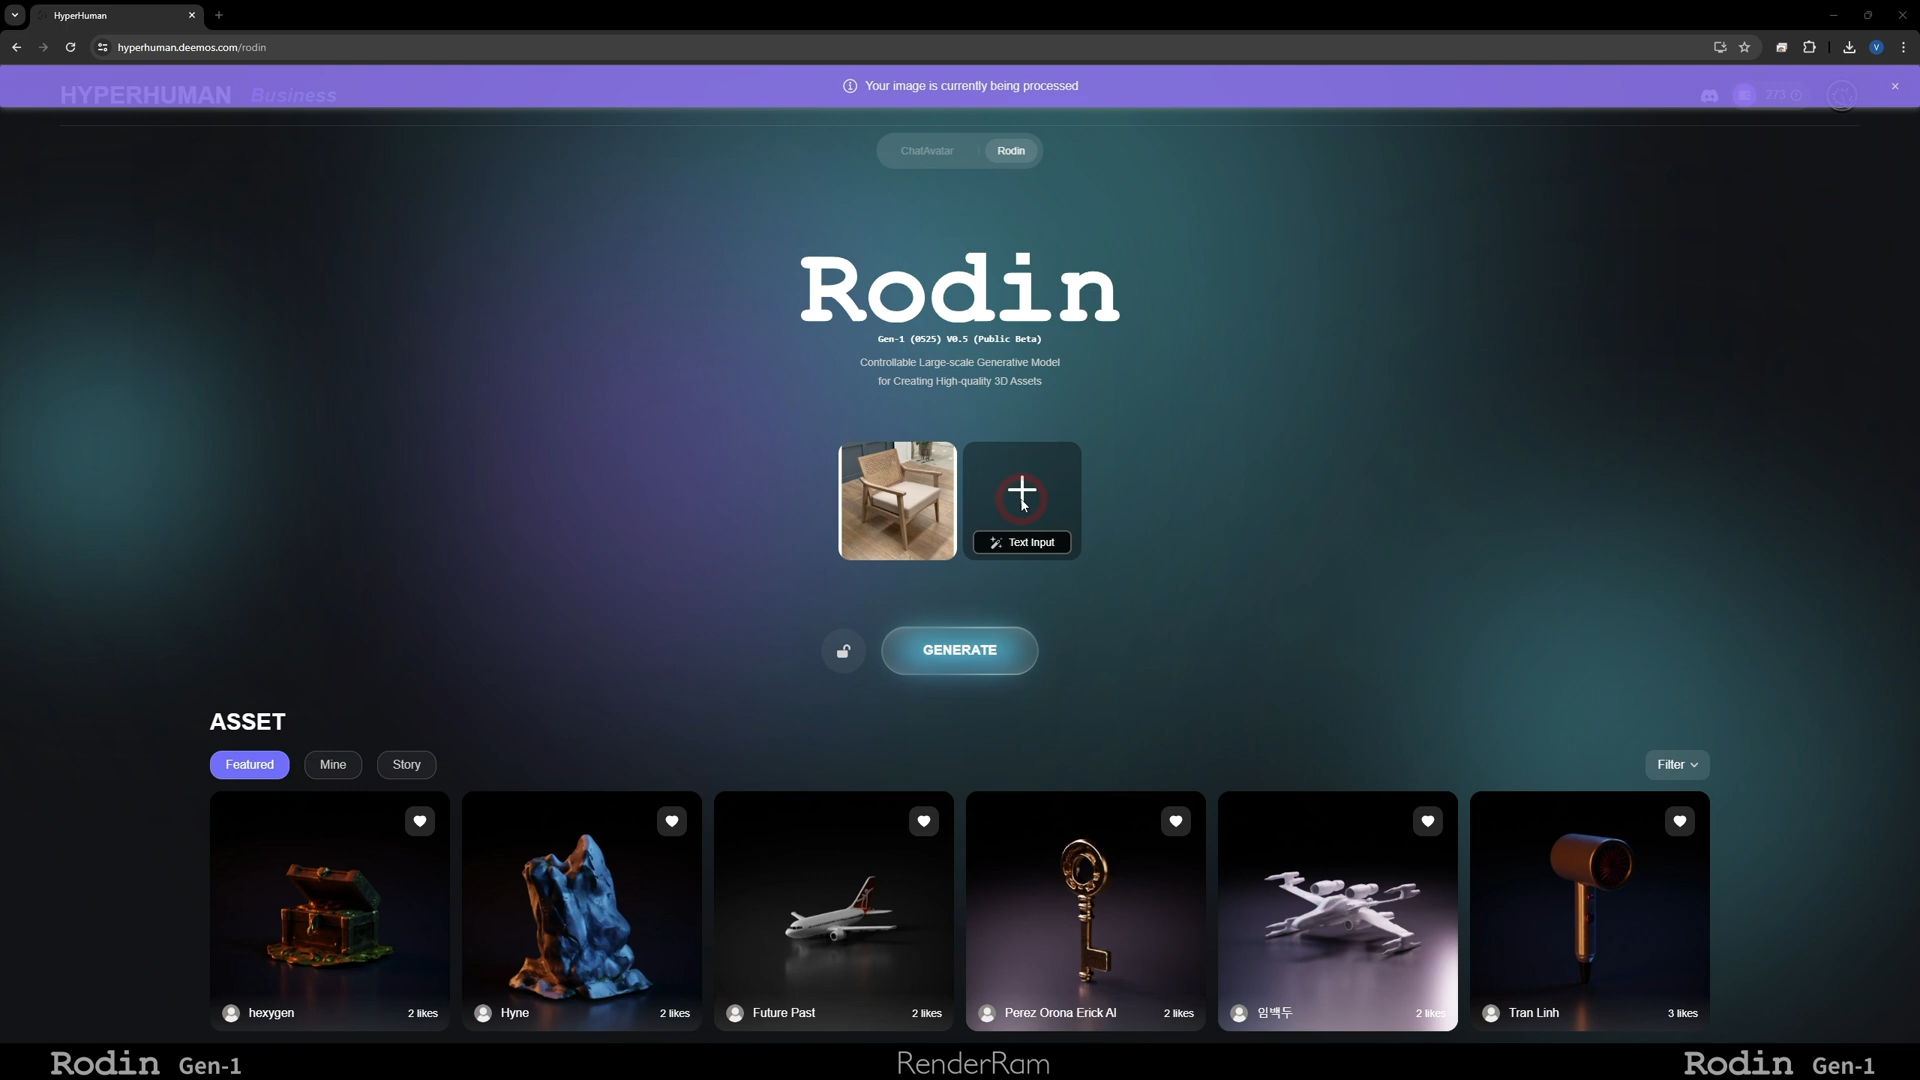 HyperHuman
hyperhuman.deemos.com/rodin
V
Your image is currently being processed
HYPERHUMAN Business
273
ChatAvatar
Rodin
Rodin
Gen-1 (0525) V0.5 (Public Beta)
Controllable Large-scale Generative Model
for Creating High-quality 3D Assets
Text Input
GENERATE
ASSET
Featured
Mine
Story
Filter
hexygen
2 likes
Hyne
2 likes
Future Past
2 likes
Perez Orona Erick Al
2 likes
임백두
2 likes
Tran Linh
3 likes
Rodin Gen-1
RenderRam
Rodin Gen-1